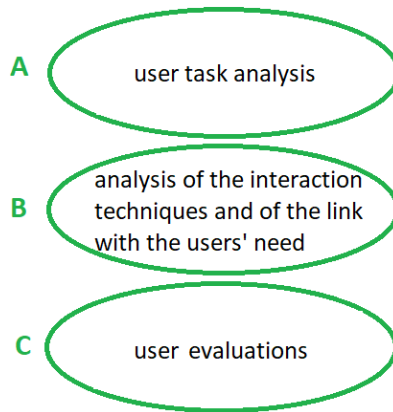 A
user task analysis
B
analysis of the interaction
techniques and of the link
with the users' need
C
user evaluations